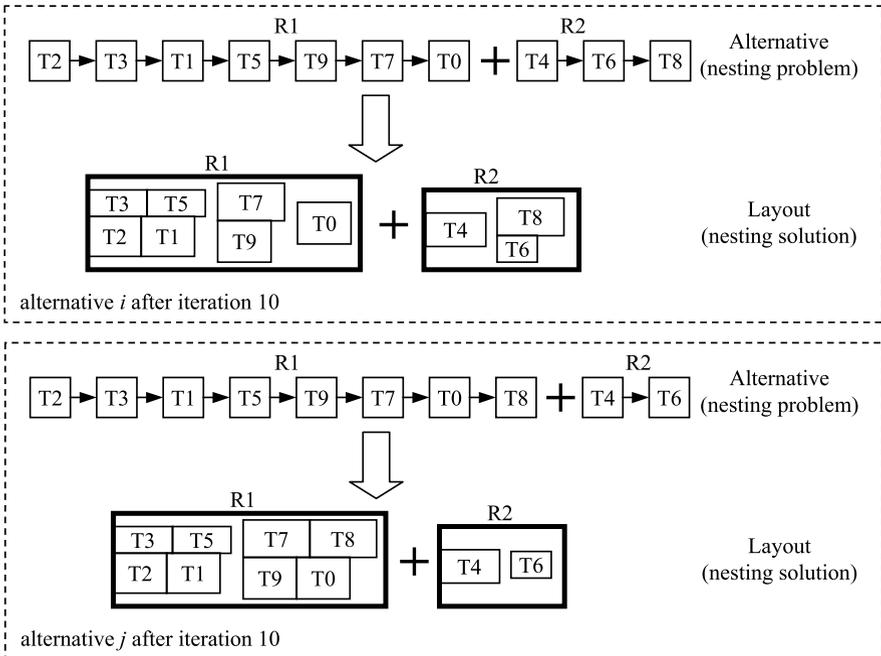 R1 R2
T2 T3 T1 T5 T9 T7 T0 + T4 T6 T8
Alternative
(nesting problem)
R1 R2
T3 T5 T7 T0 + T4 T8
T2 T1 T9 T6
Layout
(nesting solution)
alternative i after iteration 10
R1 R2
T2 T3 T1 T5 T9 T7 T0 T8 + T4 T6
Alternative
(nesting problem)
R1 R2
T3 T5 T7 T8 + T4 T6
T2 T1 T9 T0
Layout
(nesting solution)
alternative j after iteration 10